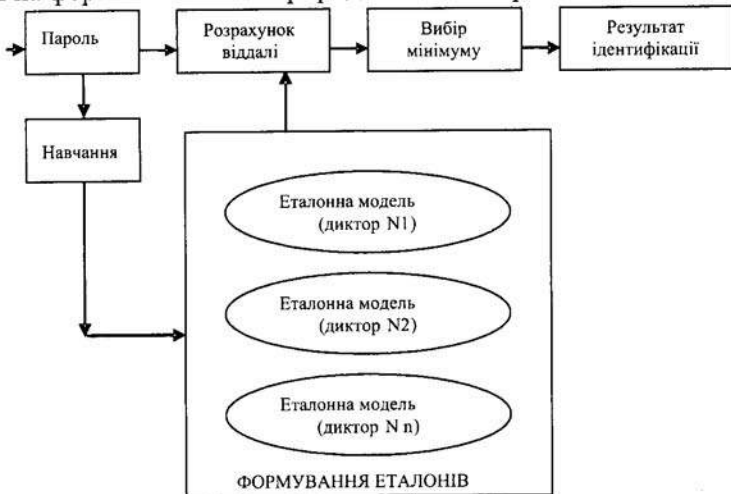 Пароль
Розрахунок
віддалі
Вибір
мінімуму
Результат
ідентифікації
Навчання
Еталонна модель
(диктор N1)
Еталонна модель
(диктор N2)
Еталонна модель
(диктор N n)
ФОРМУВАННЯ ЕТАЛОНІВ